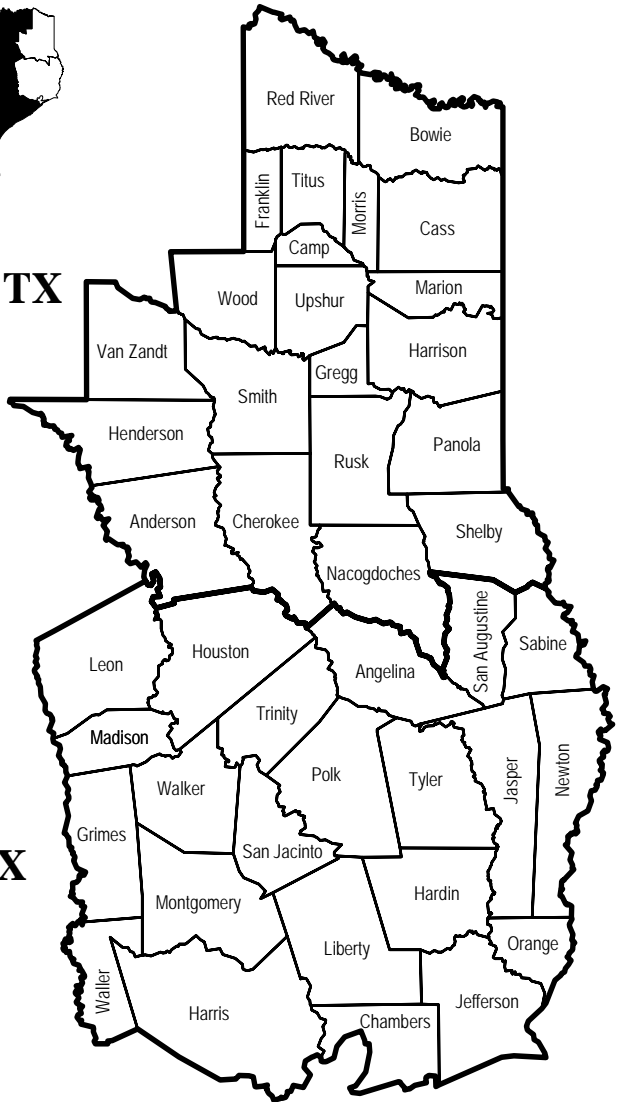 Red River
Bowie
Franklin
Titus
Morris
Cass
Camp
TX
Wood
Upshur
Marion
Van Zandt
Gregg
Harrison
Smith
Henderson
Rusk
Panola
Anderson
Cherokee
Shelby
Nacogdoches
San Augustine
Houston
Sabine
Leon
Angelina
Trinity
Madison
Polk
Tyler
Jasper
Newton
Walker
Grimes
X
San Jacinto
Montgomery
Hardin
Liberty
Orange
Waller
Harris
Chambers
Jefferson